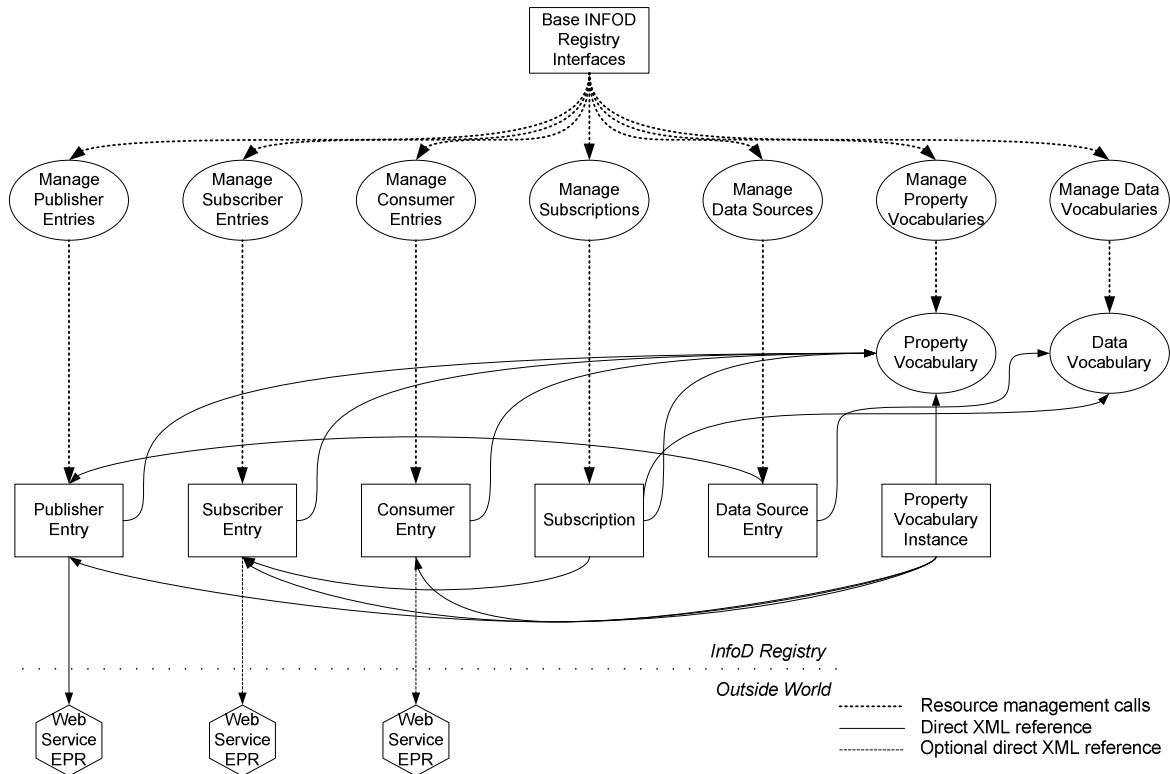 Base INFOD
Registry
Interfaces
Manage
Publisher
Entries
Manage
Subscriber
Entries
Manage
Consumer
Entries
Manage
Subscriptions
Manage
Data Sources
Manage
Property
Vocabularies
Manage Data
Vocabularies
Property
Vocabulary
Data
Vocabulary
Publisher
Entry
Subscriber
Entry
Consumer
Entry
Subscription
Data Source
Entry
Property
Vocabulary
Instance
InfoD Registry
Outside World
Web
Service
EPR
Web
Service
EPR
Web
Service
EPR
Resource management calls
Direct XML reference
Optional direct XML reference